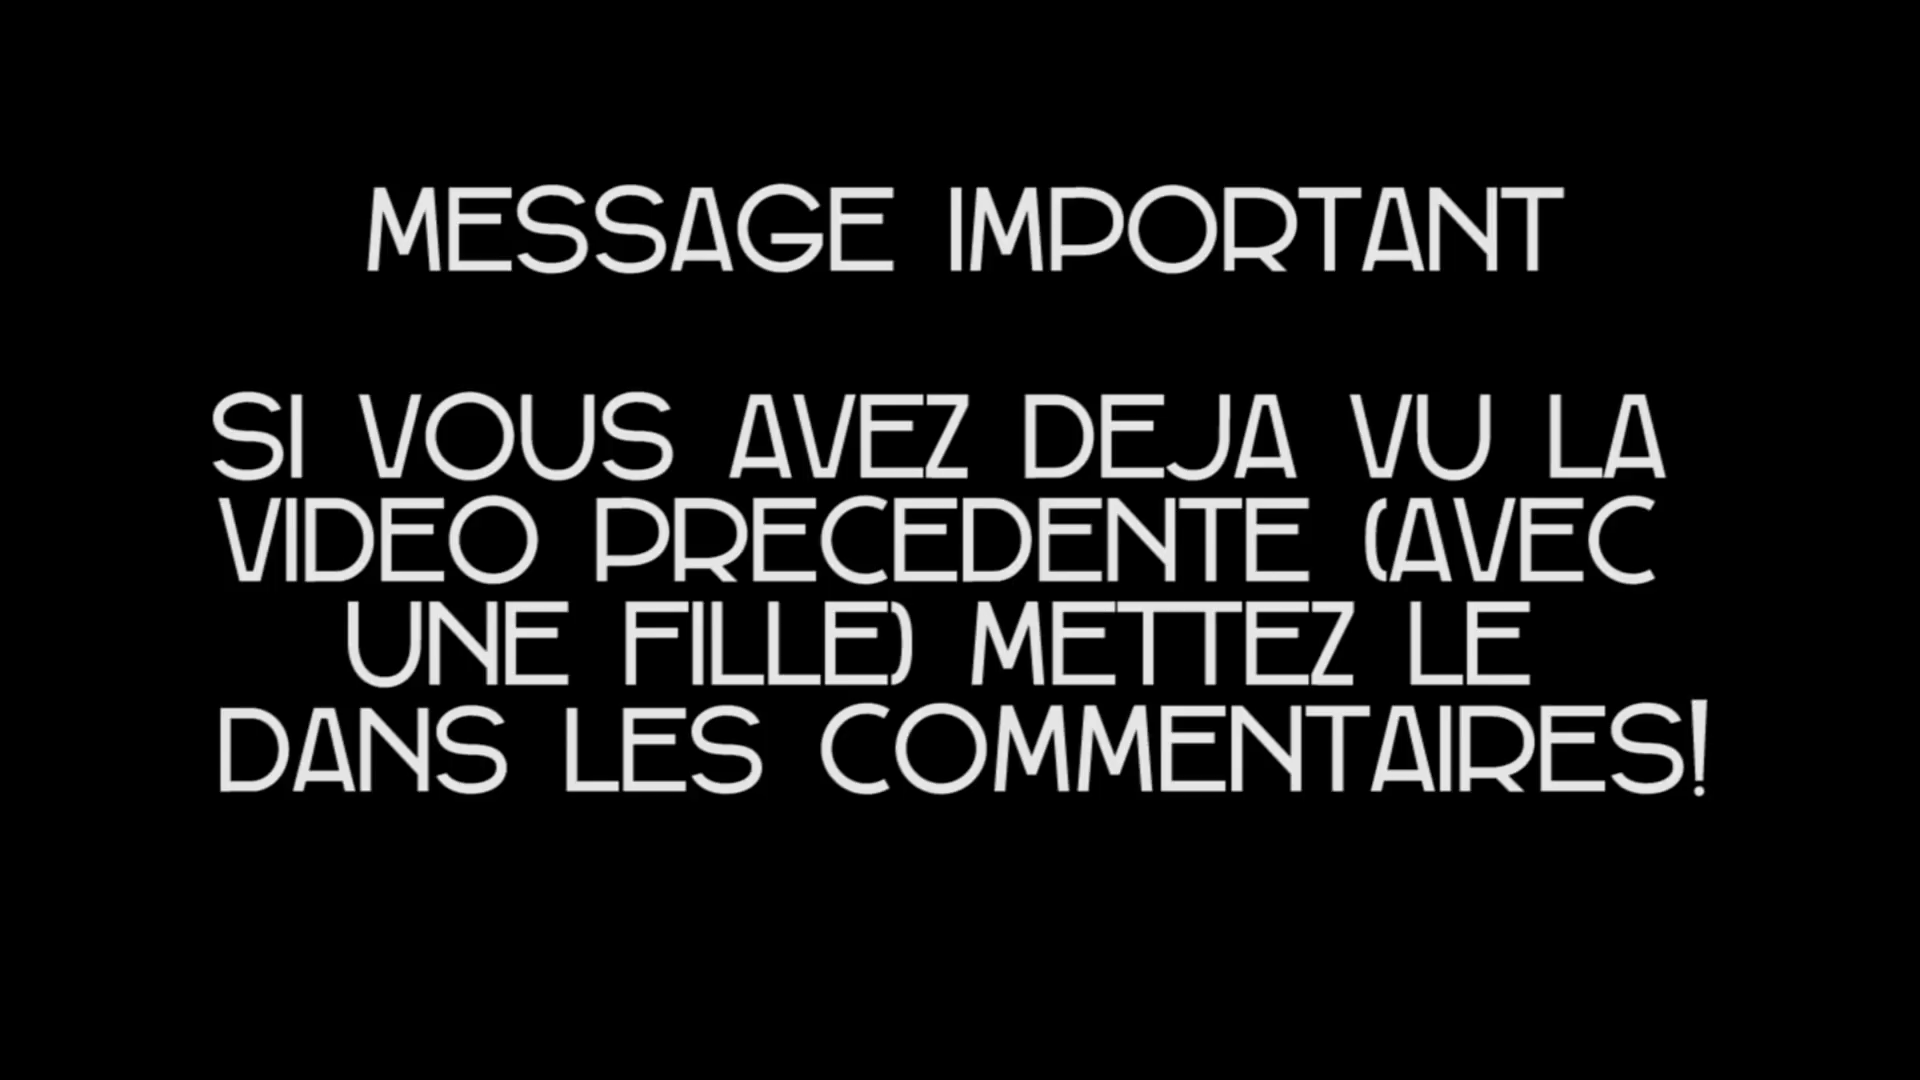 MESSAGE IMPORTANT
SI VOUS AVEZ DEJA VU LA
VIDEO PRECEDENTE (AVEC
UNE FILLE) METTEZ LE
DANS LES COMMENTAIRES!